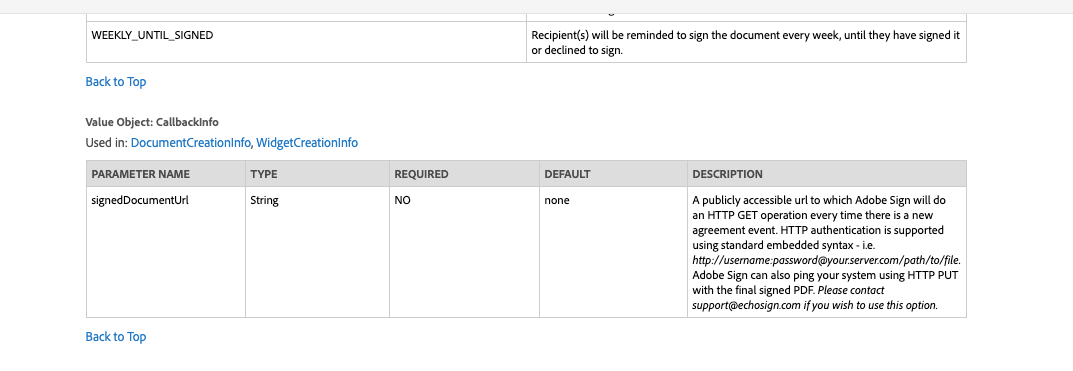 WEEKLY_UNTIL_SIGNED
Recipient(s) will be reminded to sign the document every week, until they have signed it
or declined to sign.
Back to Top
Value Object: CallbackInfo
Used in: DocumentCreationInfo, WidgetCreationInfo
PARAMETER NAME
TYPE
REQUIRED
DEFAULT
DESCRIPTION
signedDocumentUrl
String
NO
none
A publicly accessible url to which Adobe Sign will do
an HTTP GET operation every time there is a new
agreement event. HTTP authentication is supported
using standard embedded syntax - i.e.
http://username:password@your.server.com/path/to/file.
Adobe Sign can also ping your system using HTTP PUT
with the final signed PDF. Please contact
support@echosign.com if you wish to use this option.
Back to Top